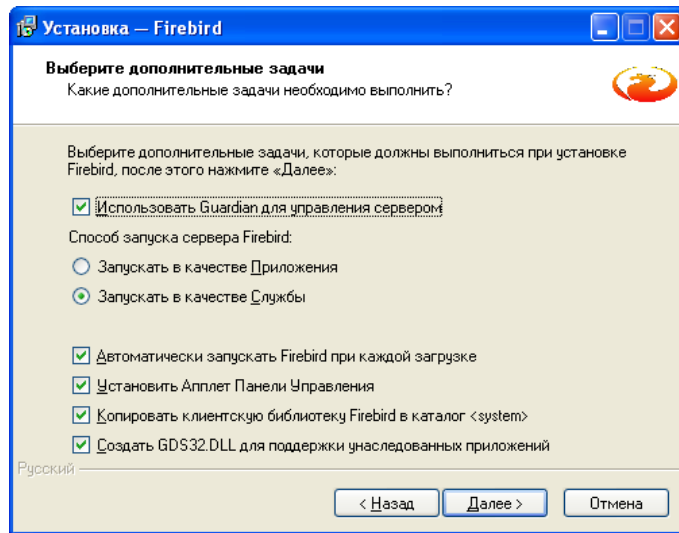 Установка — Firebird
Выберите дополнительные задачи
Какие дополнительные задачи необходимо выполнить?
Выберите дополнительные задачи, которые должны выполниться при установке
Firebird, после этого нажмите «Далее»:
Использовать Guardian для управления сервером
Способ запуска сервера Firebird:
Запускать в качестве Приложения
Запускать в качестве Службы
Автоматически запускать Firebird при каждой загрузке
Установить Апплет Панели Управления
Копировать клиентскую библиотеку Firebird в каталог <system>
Создать GDS32.DLL для поддержки унаследованных приложений
Русский
< Назад
Далее >
Отмена